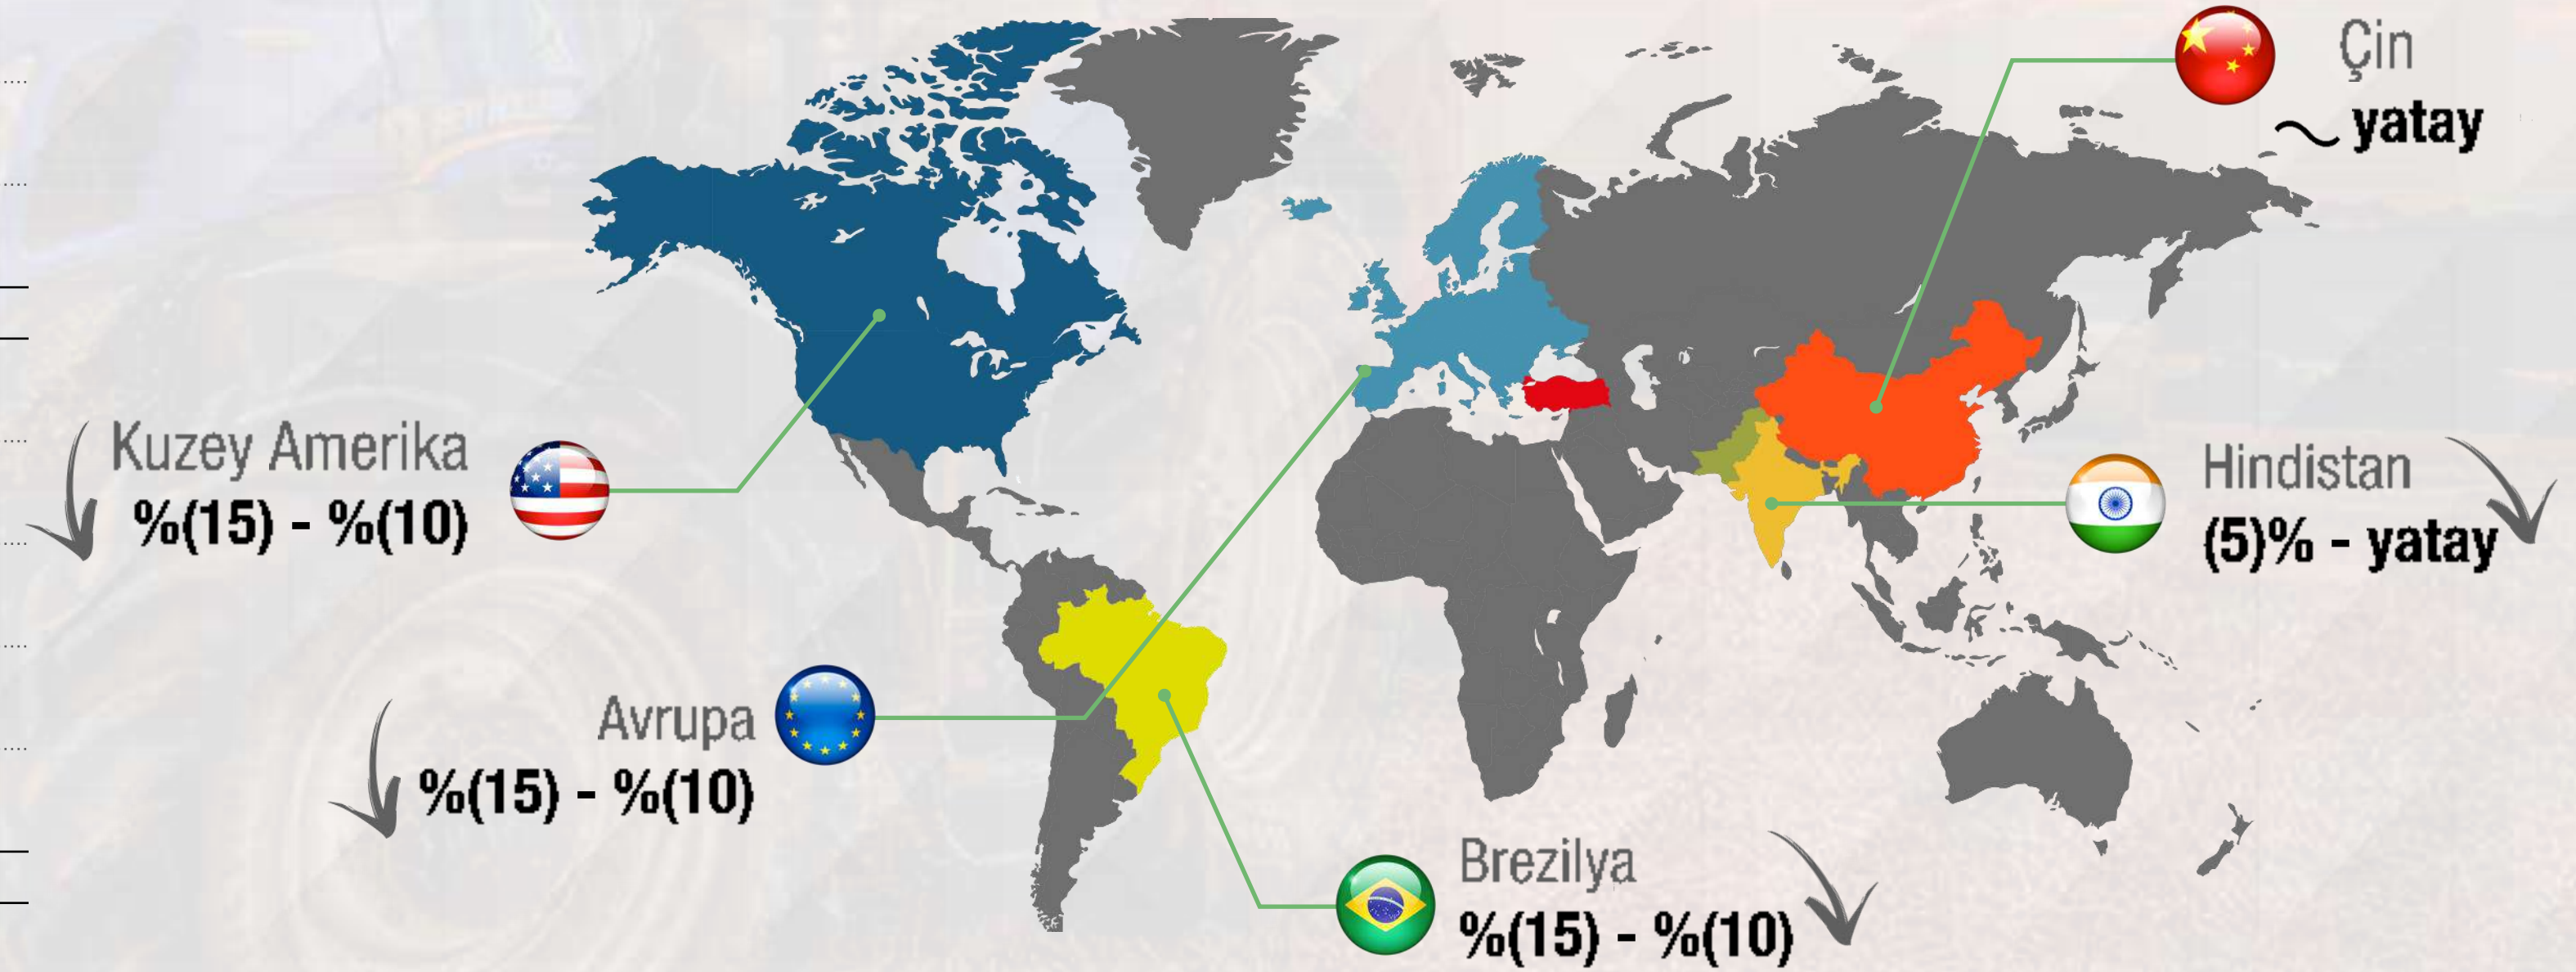 Çin
~ yatay
Kuzey Amerika
%(15) - %(10)
Hindistan
(5)% - yatay
Avrupa
%(15) - %(10)
Brezilya
%(15) - %(10)